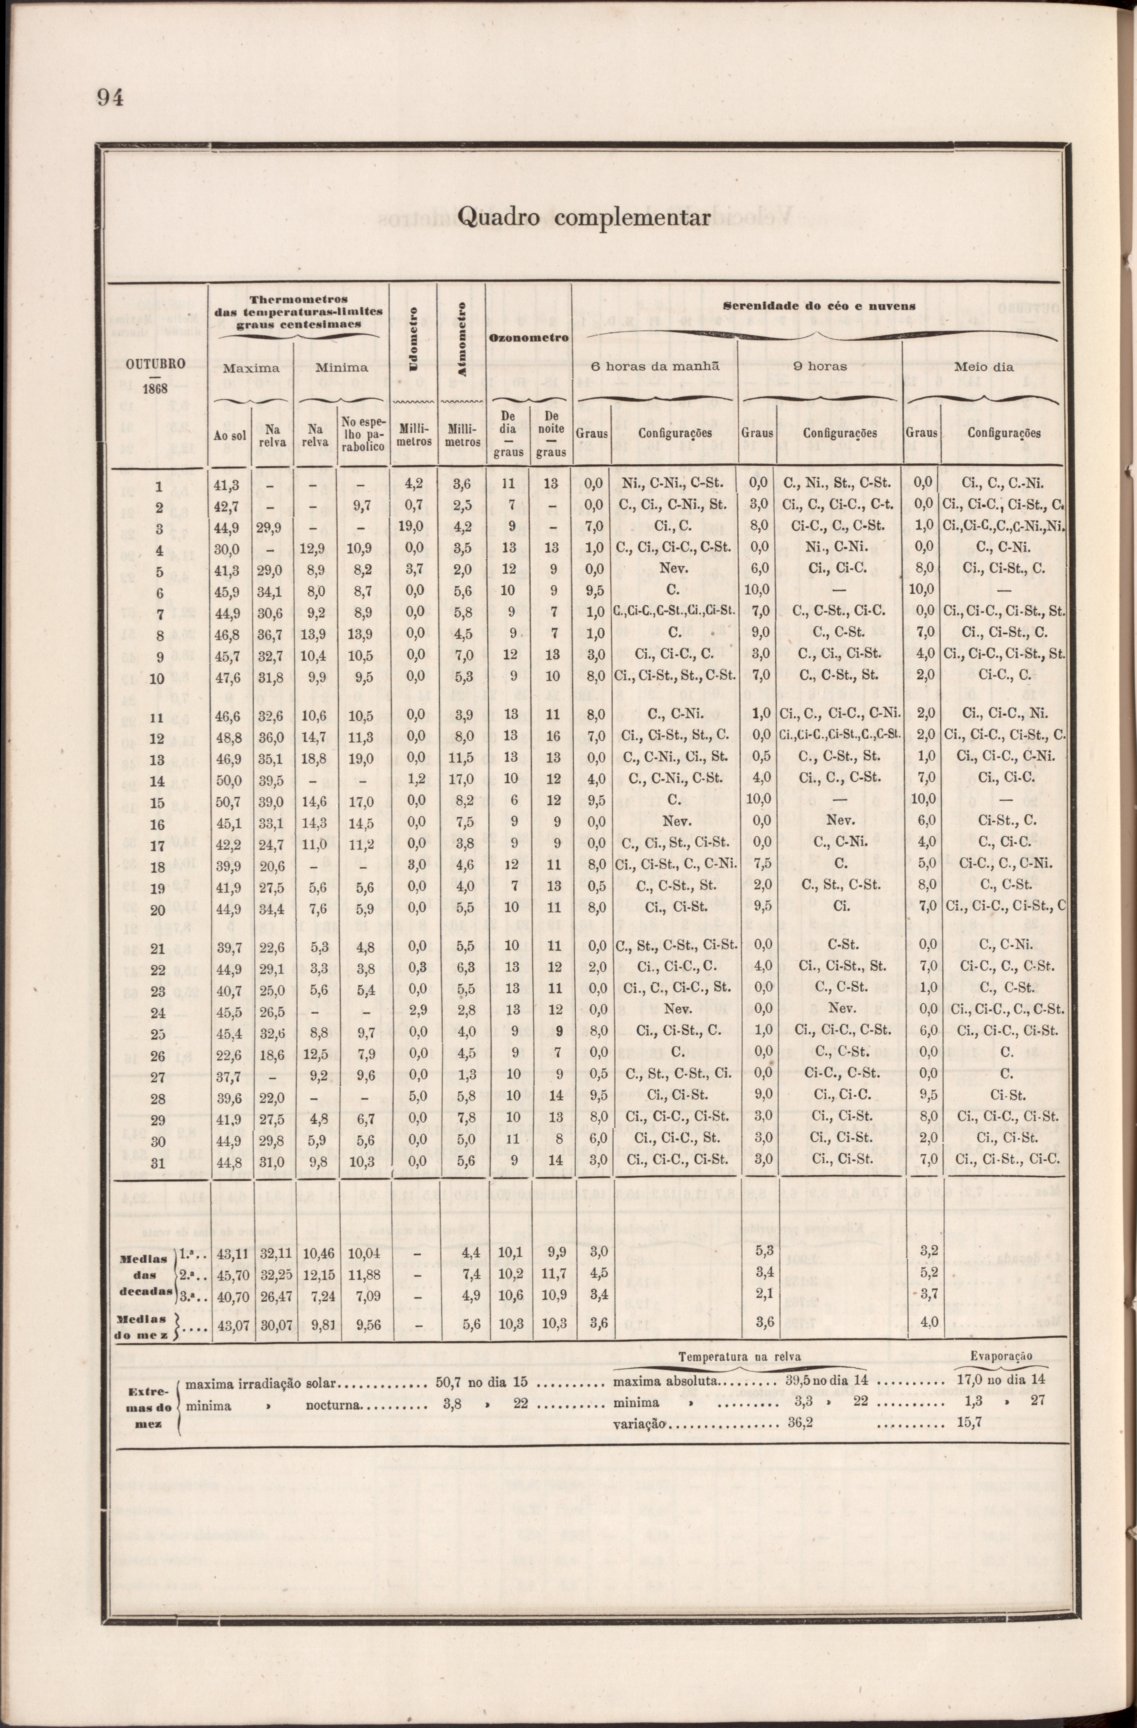 94
Quadro complementar
OUTUBRO
—
1868
Thermometros
das temperaturas-limites
graus centesimaes
Udometro
Atmometro
Ozonometro
Serenidade do céo e nuvens
Maxima Minima
6 horas da manhã 9 horas Meio dia
Ao sol Na relva Na relva No espelho parabolico Milli-metros Milli-metros De dia — graus De noite — graus Graus Configurações Graus Configurações Graus Configurações
1 41,3 – – – 4,2 3,6 11 13 0,0 Ni., C-Ni., C-St. 0,0 C., Ni., St., C-St. 0,0 Ci., C., C.-Ni.
2 42,7 – – 9,7 0,7 2,5 7 – 0,0 C., Ci., C-Ni., St. 3,0 Ci., C., Ci-C., C-t. 0,0 Ci., Ci-C., Ci-St., C.
3 44,9 29,9 – – 19,0 4,2 9 – 7,0 Ci., C. 8,0 Ci-C., C., C-St. 1,0 Ci.,Ci-C.,C.,C-Ni.,Ni.
4 30,0 – 12,9 10,9 0,0 3,5 13 13 1,0 C., Ci., Ci-C., C-St. 0,0 Ni., C-Ni. 0,0 C., C-Ni.
5 41,3 29,0 8,9 8,2 3,7 2,0 12 9 0,0 Nev. 6,0 Ci., Ci-C. 8,0 Ci., Ci-St., C.
6 45,9 34,1 8,0 8,7 0,0 5,6 10 9 9,5 C. 10,0 — 10,0 —
7 44,9 30,6 9,2 8,9 0,0 5,8 9 7 1,0 C.,Ci-C.,C-St.,Ci.,Ci-St. 7,0 C., C-St., Ci-C. 0,0 Ci., Ci-C., Ci-St., St.
8 46,8 36,7 13,9 13,9 0,0 4,5 9 7 1,0 C. 9,0 C., C-St. 7,0 Ci., Ci-St., C.
9 45,7 32,7 10,4 10,5 0,0 7,0 12 13 3,0 Ci., Ci-C., C. 3,0 C., Ci., Ci-St. 4,0 Ci., Ci-C., Ci-St., St.
10 47,6 31,8 9,9 9,5 0,0 5,3 9 10 8,0 Ci., Ci-St., St., C-St. 7,0 C., C-St., St. 2,0 Ci-C., C.
11 46,6 32,6 10,6 10,5 0,0 3,9 13 11 8,0 C., C-Ni. 1,0 Ci., C., Ci-C., C-Ni. 2,0 Ci., Ci-C., Ni.
12 48,8 36,0 14,7 11,3 0,0 8,0 13 16 7,0 Ci., Ci-St., St., C. 0,0 Ci.,Ci-C.,Ci-St.,C.,C-St. 2,0 Ci., Ci-C., Ci-St., C.
13 46,9 35,1 18,8 19,0 0,0 11,5 13 13 0,0 C., C-Ni., Ci., St. 0,5 C., C-St., St. 1,0 Ci., Ci-C., C-Ni.
14 50,0 39,5 – – 1,2 17,0 10 12 4,0 C., C-Ni., C-St. 4,0 Ci., C., C-St. 7,0 Ci., Ci-C.
15 50,7 39,0 14,6 17,0 0,0 8,2 6 12 9,5 C. 10,0 — 10,0 —
16 45,1 33,1 14,3 14,5 0,0 7,5 9 9 0,0 Nev. 0,0 Nev. 6,0 Ci-St., C.
17 42,2 24,7 11,0 11,2 0,0 3,8 9 9 0,0 C., Ci., St., Ci-St. 0,0 C., C-Ni. 4,0 C., Ci-C.
18 39,9 20,6 – – 3,0 4,6 12 11 8,0 Ci., Ci-St., C., C-Ni. 7,5 C. 5,0 Ci-C., C., C-Ni.
19 41,9 27,5 5,6 5,6 0,0 4,0 7 13 0,5 C., C-St., St. 2,0 C., St., C-St. 8,0 C., C-St.
20 44,9 34,4 7,6 5,9 0,0 5,5 10 11 8,0 Ci., Ci-St. 9,5 Ci. 7,0 Ci., Ci-C., Ci-St., C
21 39,7 22,6 5,3 4,8 0,0 5,5 10 11 0,0 C., St., C-St., Ci-St. 0,0 C-St. 0,0 C., C-Ni.
22 44,9 29,1 3,3 3,8 0,3 6,3 13 12 2,0 Ci., Ci-C., C. 4,0 Ci., Ci-St., St. 7,0 Ci-C., C., C-St.
23 40,7 25,0 5,6 5,4 0,0 5,5 13 11 0,0 Ci., C., Ci-C., St. 0,0 C., C-St. 1,0 C., C-St.
24 45,5 26,5 – – 2,9 2,8 13 12 0,0 Nev. 0,0 Nev. 0,0 Ci., Ci-C., C., C-St.
25 45,4 32,6 8,8 9,7 0,0 4,0 9 9 8,0 Ci., Ci-St., C. 1,0 Ci., Ci-C., C-St. 6,0 Ci., Ci-C., Ci-St.
26 22,6 18,6 12,5 7,9 0,0 4,5 9 7 0,0 C. 0,0 C., C-St. 0,0 C.
27 37,7 – 9,2 9,6 0,0 1,3 10 9 0,5 C., St., C-St., Ci. 0,0 Ci-C., C-St. 0,0 C.
28 39,6 22,0 – – 5,0 5,8 10 14 9,5 Ci., Ci-St. 9,0 Ci., Ci-C. 9,5 Ci-St.
29 41,9 27,5 4,8 6,7 0,0 7,8 10 13 8,0 Ci., Ci-C., Ci-St. 3,0 Ci., Ci-St. 8,0 Ci., Ci-C., Ci-St.
30 44,9 29,8 5,9 5,6 0,0 5,0 11 8 6,0 Ci., Ci-C., St. 3,0 Ci., Ci-St. 2,0 Ci., Ci-St.
31 44,8 31,0 9,8 10,3 0,0 5,6 9 14 3,0 Ci., Ci-C., Ci-St. 3,0 Ci., Ci-St. 7,0 Ci., Ci-St., Ci-C.
Medias das decadas
1.ª.. 43,11 32,11 10,46 10,04 – 4,4 10,1 9,9 3,0 5,3 3,2
2.ª.. 45,70 32,25 12,15 11,88 – 7,4 10,2 11,7 4,5 3,4 5,2
3.ª.. 40,70 26,47 7,24 7,09 – 4,9 10,6 10,9 3,4 2,1 3,7
Medias do mez .... 43,07 30,07 9,81 9,56 – 5,6 10,3 10,3 3,6 3,6 4,0
Temperatura na relva Evaporação
Extremas do mez
maxima irradiação solar............. 50,7 no dia 15 .......... maxima absoluta......... 39,5 no dia 14 .......... 17,0 no dia 14
minima » nocturna.......... 3,8 » 22 .......... minima » ......... 3,3 » 22 .......... 1,3 » 27
variação................ 36,2 .......... 15,7